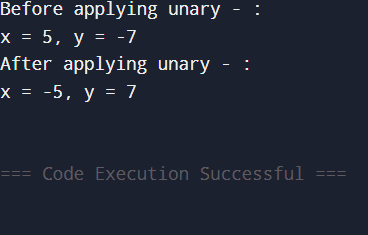 Before applying unary - :
x = 5, y = -7
After applying unary - :
x = -5, y = 7
=== Code Execution Successful ===